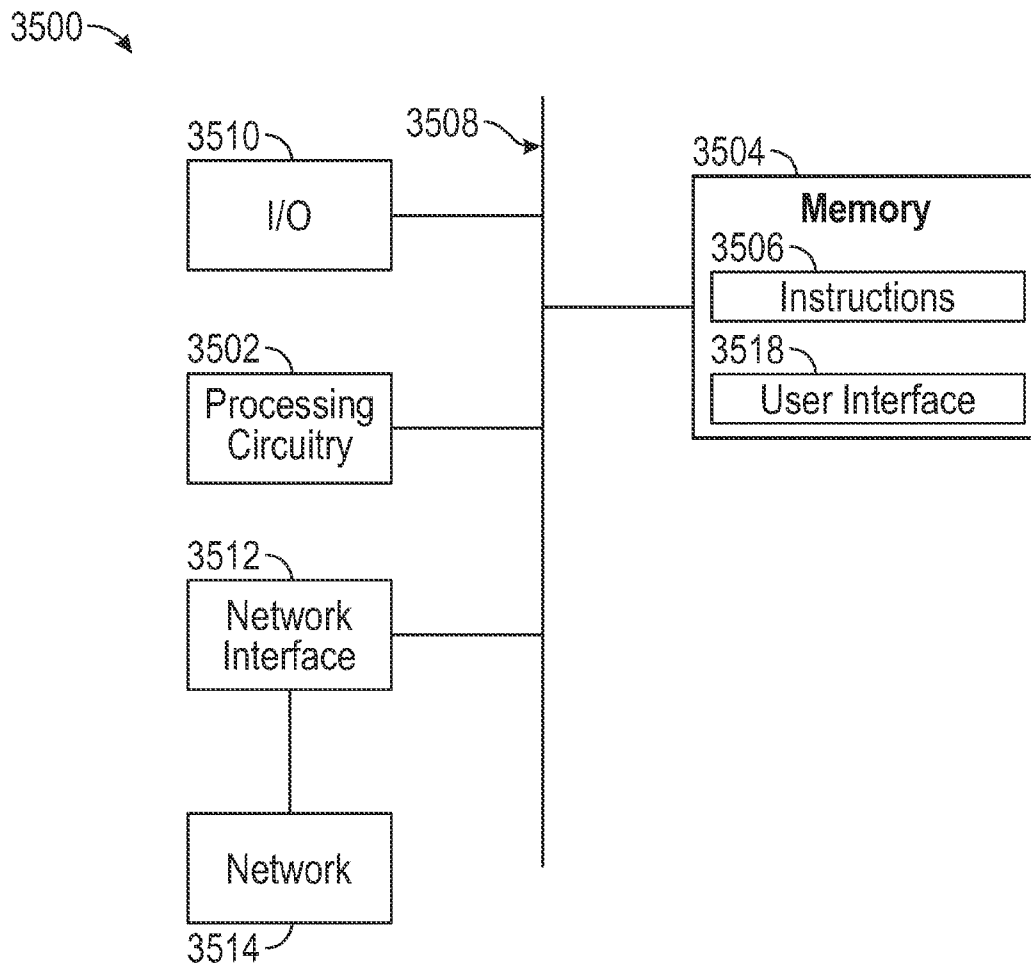 3500
3510
I/O
3508
3504
Memory
3506
Instructions
3518
User Interface
3502
Processing
Circuitry
3512
Network
Interface
Network
3514